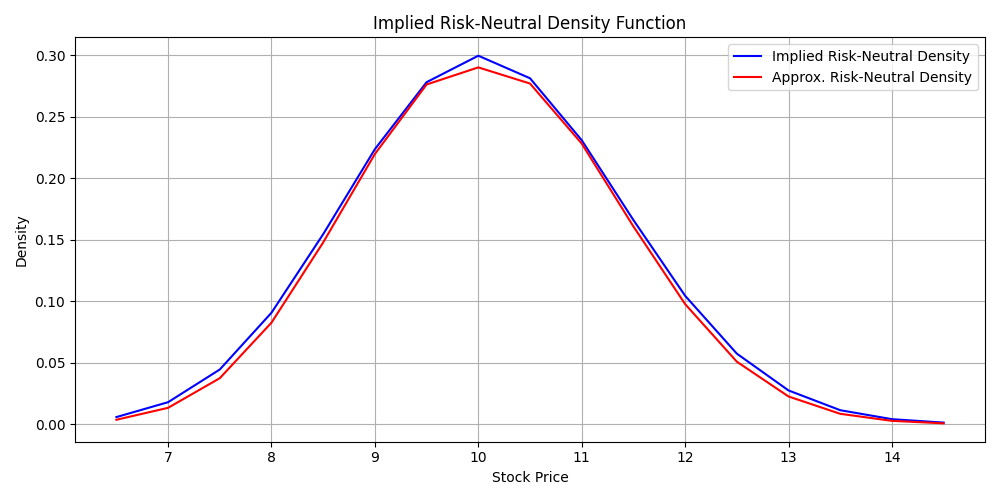 Implied Risk-Neutral Density Function
Implied Risk-Neutral Density
Approx. Risk-Neutral Density
Density
0.30
0.25
0.20
0.15
0.10
0.05
0.00
7 8 9 10 11 12 13 14
Stock Price